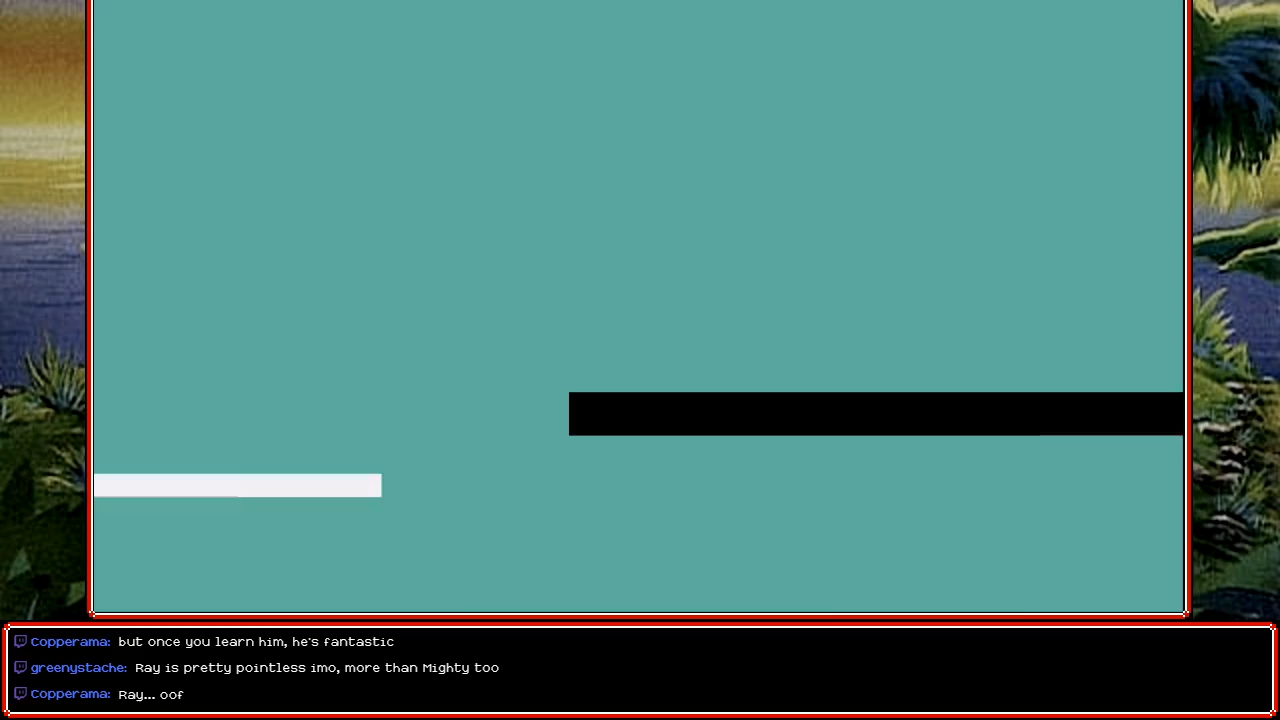 Copperama: but once you learn him, he's fantastic
greenystache: Ray is pretty pointless imo, more than Mighty too
Copperama: Ray... oof